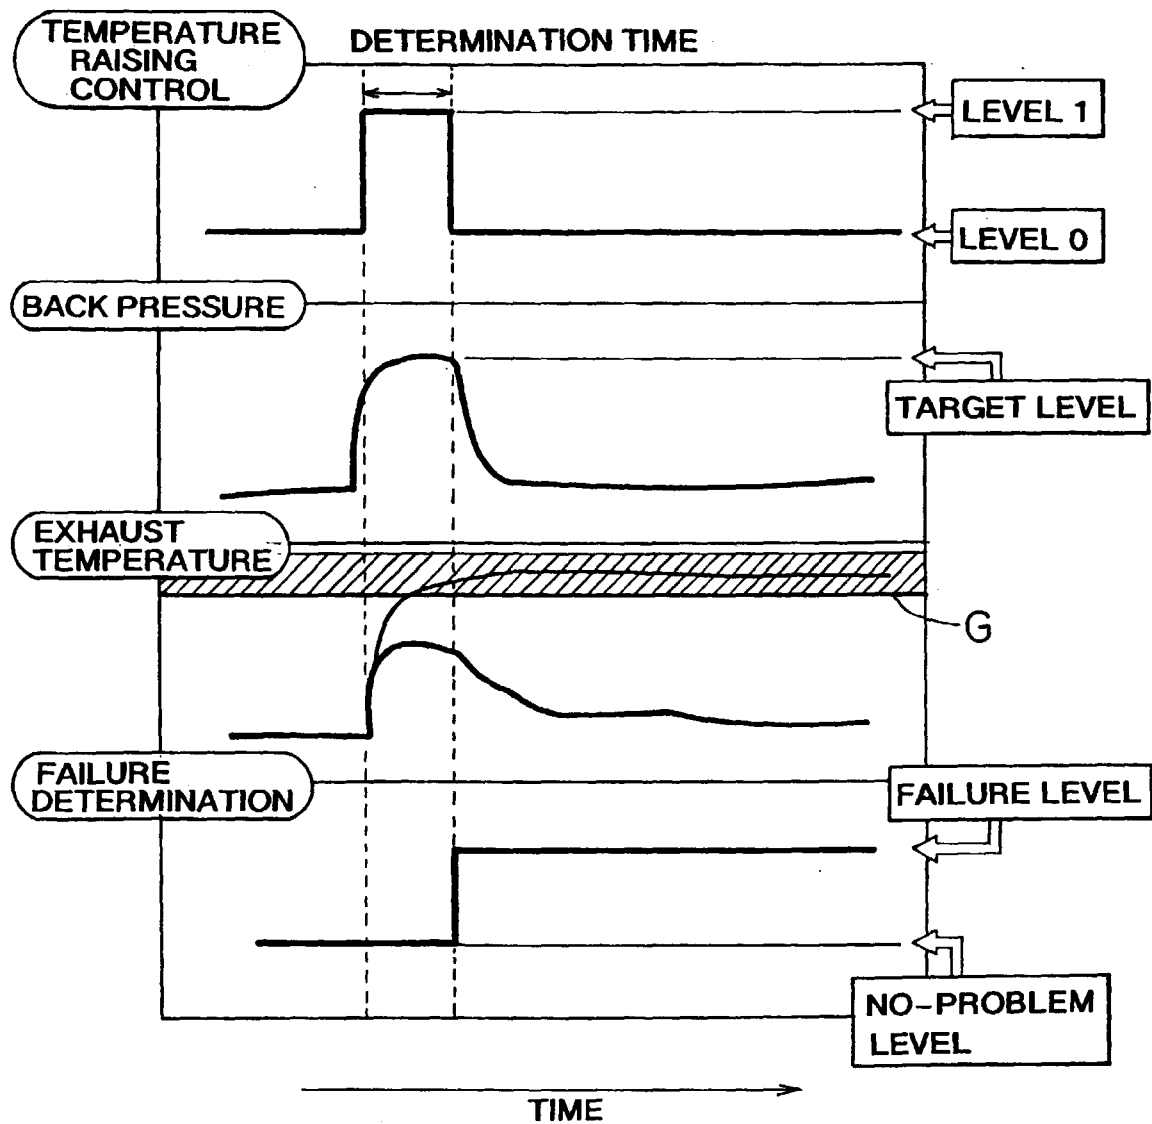 TEMPERATURE
RAISING
CONTROL
DETERMINATION TIME
LEVEL 1
LEVEL 0
BACK PRESSURE
TARGET LEVEL
EXHAUST
TEMPERATURE
G
FAILURE
DETERMINATION
FAILURE LEVEL
NO-PROBLEM
LEVEL
TIME